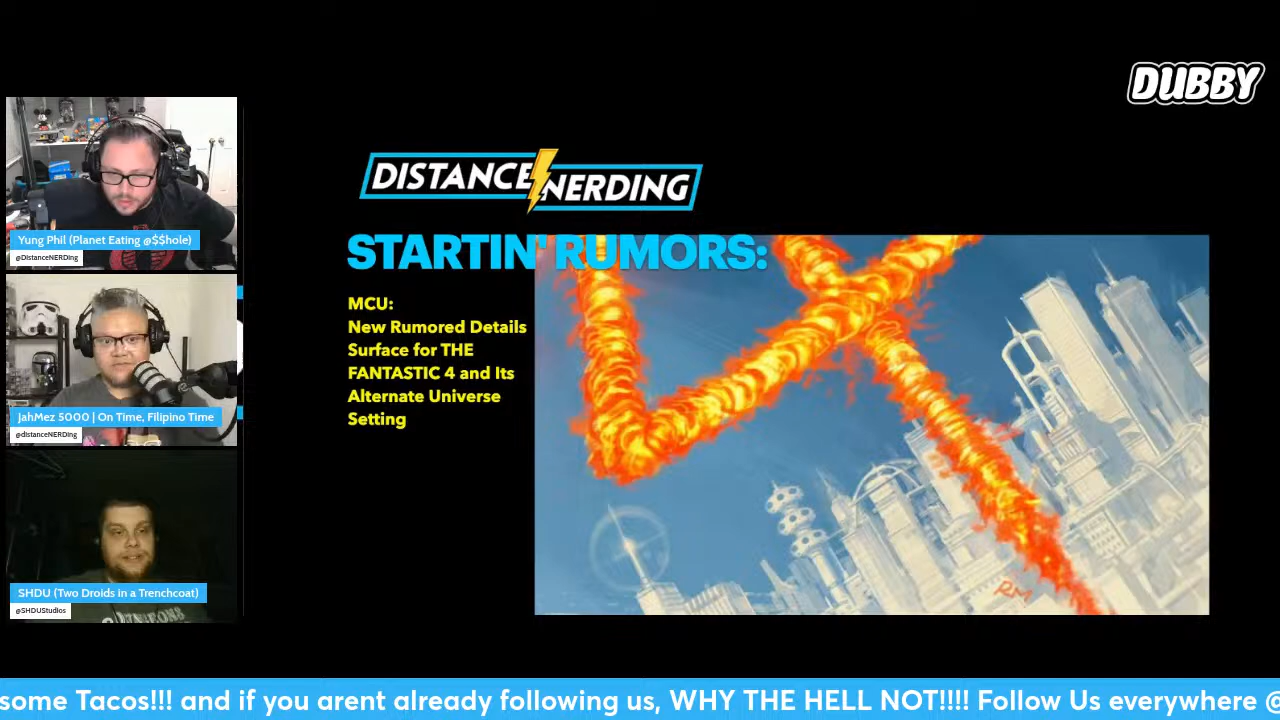 DUBBY
DISTANCE NERDING
STARTIN' RUMORS:
MCU:
New Rumored Details
Surface for THE
FANTASTIC 4 and Its
Alternate Universe
Setting
Yung Phil (Planet Eating @$$hole)
@DistanceNERDing
JahMez 5000 | On Time, Filipino Time
@distanceNERDing
SHDU (Two Droids in a Trenchcoat)
@SHDUStudios
RM
some Tacos!!! and if you arent already following us, WHY THE HELL NOT!!!! Follow Us everywhere @